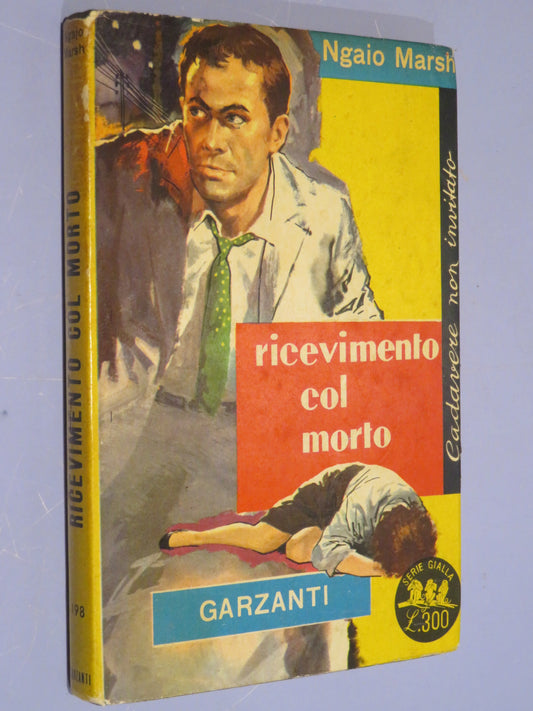 Ngaio
Marsh
RICEVIMENTO COL MORTO
198
Ngaio Marsh
Cadavere non invitato
ricevimento
col
morto
GARZANTI
SERIE GIALLA
L.300